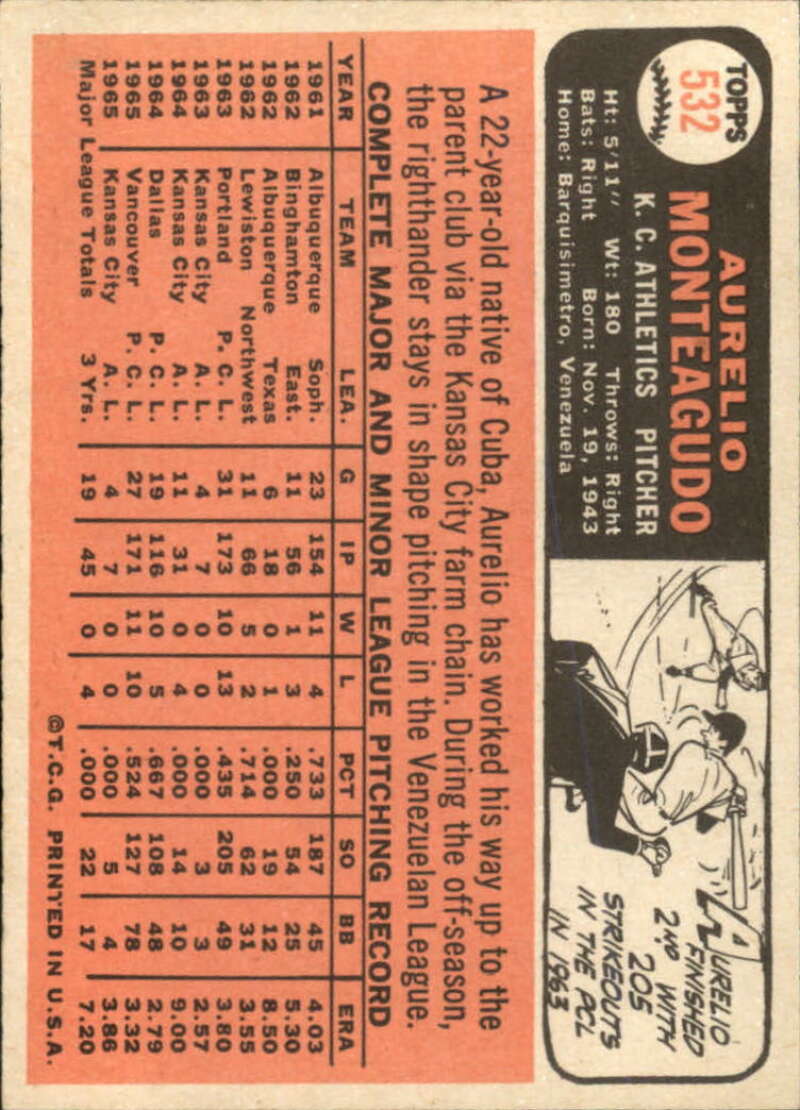 TOPPS
532
AURELIO
MONTEAGUDO
K. C. ATHLETICS PITCHER
Ht: 5'11" Wt: 180 Throws: Right
Bats: Right Born: Nov. 19, 1943
Home: Barquisimetro, Venezuela
AURELIO
FINISHED
2ND WITH
205
STRIKEOUTS
IN THE PCL
IN 1963
A 22-year-old native of Cuba, Aurelio has worked his way up to the
parent club via the Kansas City farm chain. During the off-season,
the righthander stays in shape pitching in the Venezuelan League.
COMPLETE MAJOR AND MINOR LEAGUE PITCHING RECORD
YEAR TEAM LEA. G IP W L PCT SO BB ERA
1961 Albuquerque Soph. 23 154 11 4 .733 187 45 4.03
1962 Binghamton East. 11 56 1 3 .250 54 25 5.30
1962 Albuquerque Texas 6 18 0 1 .000 19 12 8.50
1962 Lewiston Northwest 11 66 5 2 .714 62 31 3.55
1963 Portland P. C. L. 31 173 10 13 .435 205 49 3.80
1963 Kansas City A. L. 4 7 0 0 .000 3 3 2.57
1964 Kansas City A. L. 11 31 0 4 .000 14 10 9.00
1964 Dallas P. C. L. 19 116 10 5 .667 108 48 2.79
1965 Vancouver P. C. L. 27 171 11 10 .524 127 78 3.32
1965 Kansas City A. L. 4 7 0 0 .000 5 4 3.86
Major League Totals 3 Yrs. 19 45 0 4 .000 22 17 7.20
©T.C.G. PRINTED IN U.S.A.